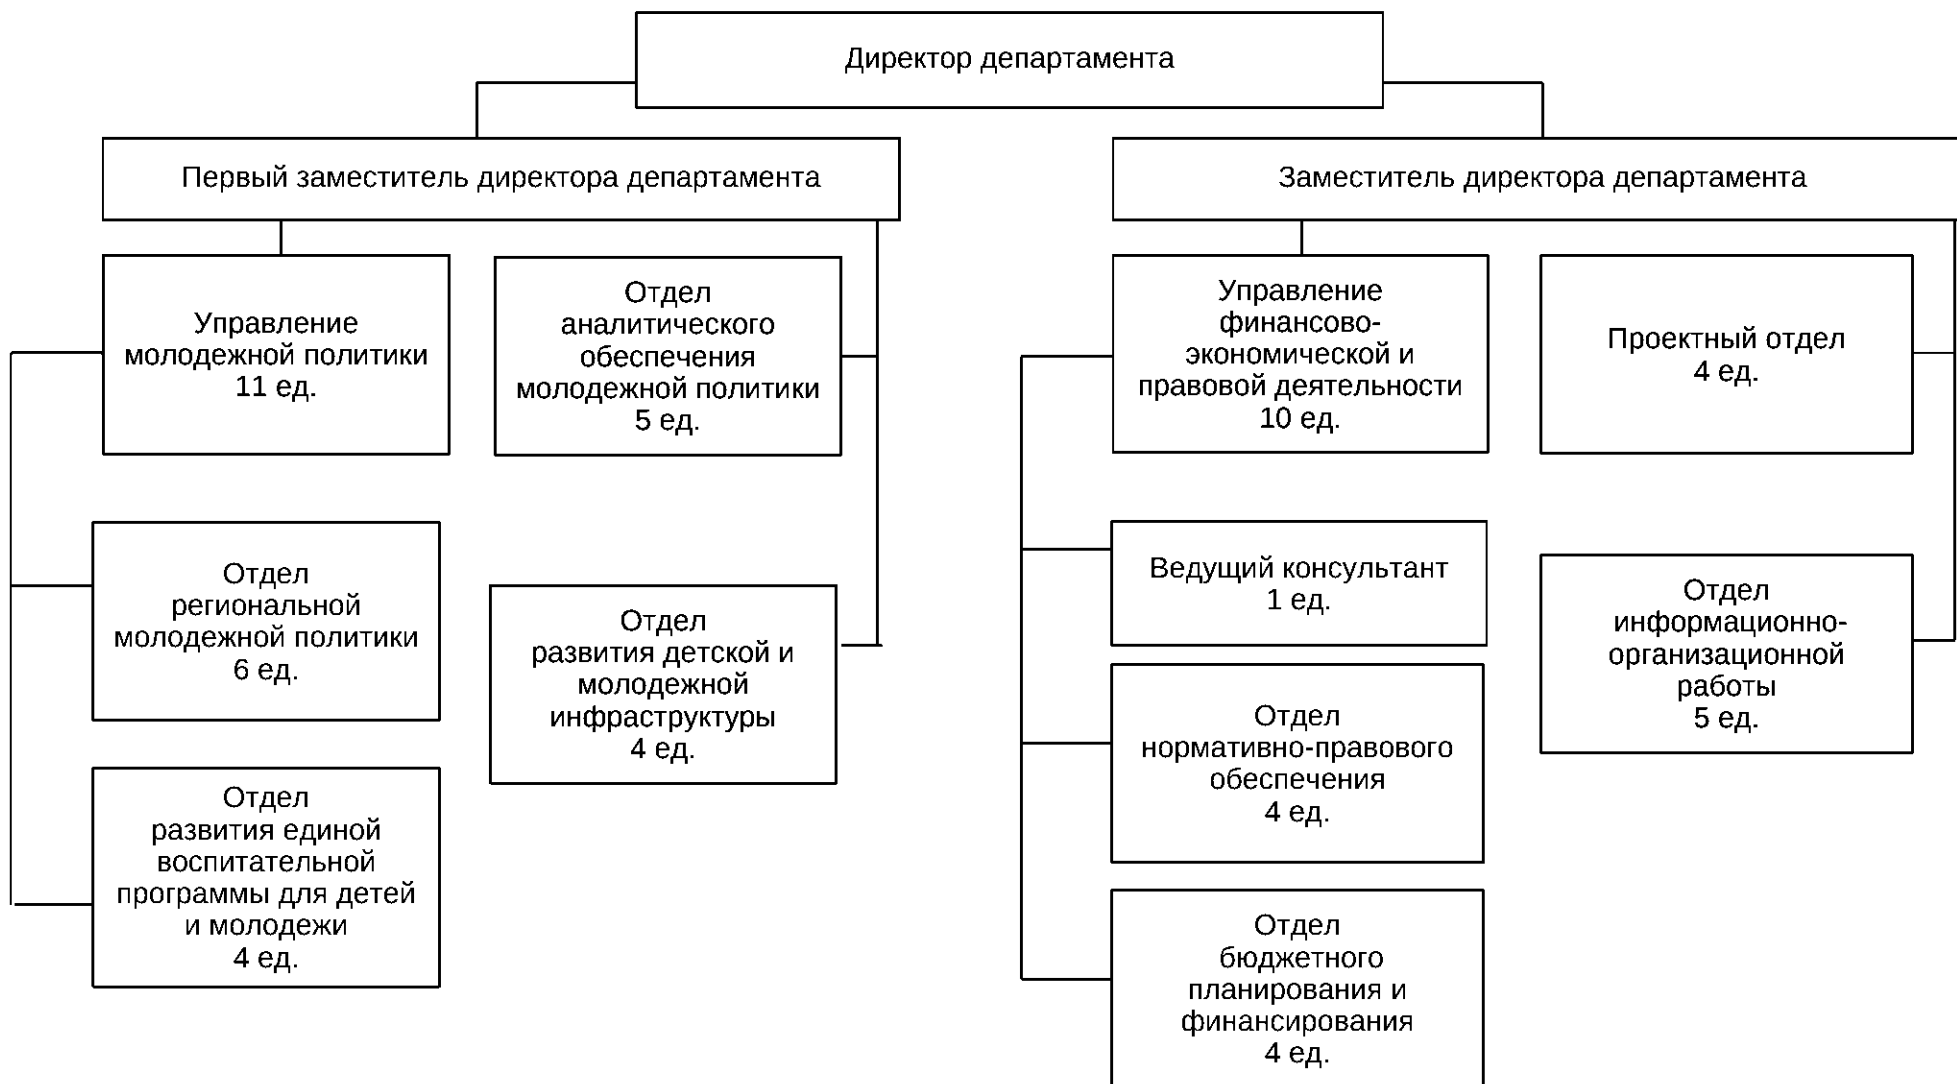 Директор департамента
Первый заместитель директора департамента
Заместитель директора департамента
Управление
молодежной политики
11 ед.
Отдел
аналитического
обеспечения
молодежной политики
5 ед.
Управление
финансово-
экономической и
правовой деятельности
10 ед.
Проектный отдел
4 ед.
Отдел
региональной
молодежной политики
6 ед.
Отдел
развития детской и
молодежной
инфраструктуры
4 ед.
Ведущий консультант
1 ед.
Отдел
информационно-
организационной
работы
5 ед.
Отдел
нормативно-правового
обеспечения
4 ед.
Отдел
развития единой
воспитательной
программы для детей
и молодежи
4 ед.
Отдел
бюджетного
планирования и
финансирования
4 ед.